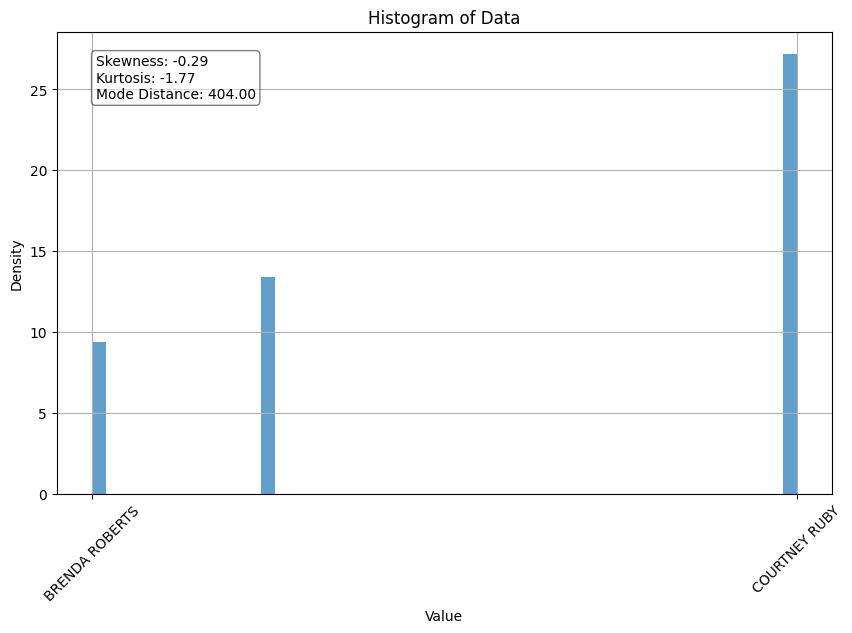 Histogram of Data
Skewness: -0.29
Kurtosis: -1.77
Mode Distance: 404.00
Density
25
20
15
10
5
0
BRENDA ROBERTS
COURTNEY RUBY
Value